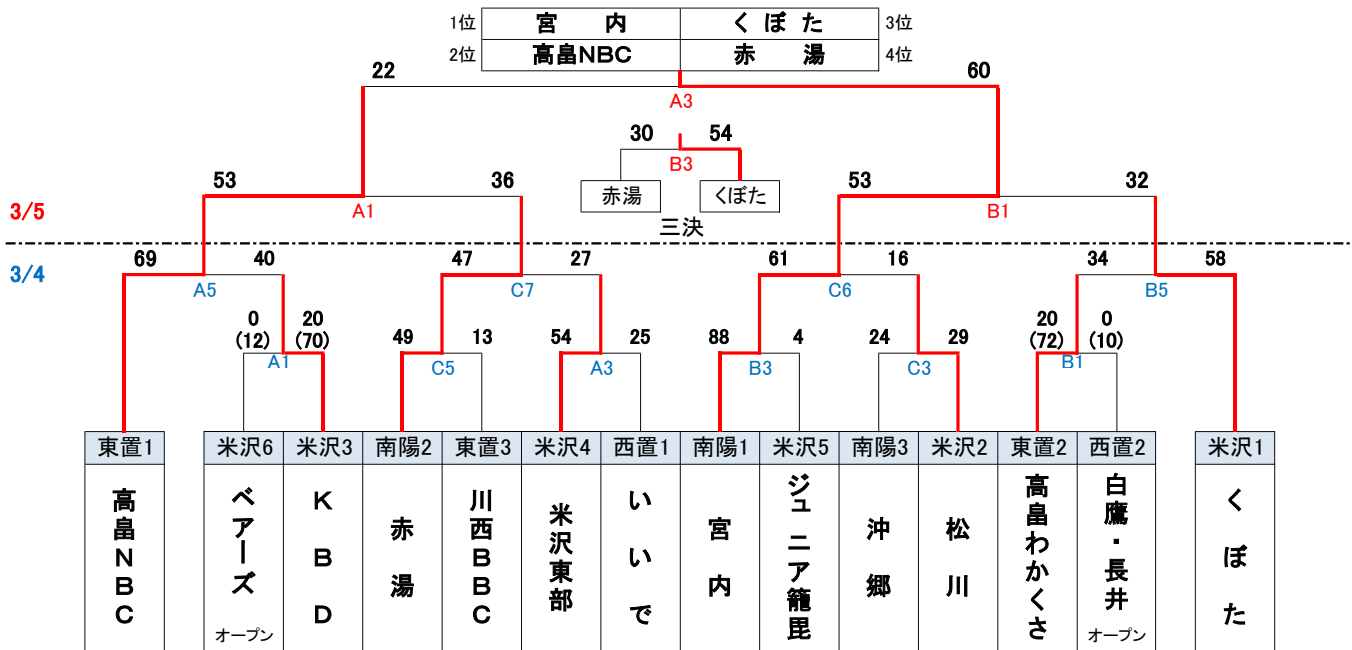 1位 宮内 くぼた 3位
2位 高畠NBC 赤湯 4位
22 60
A3
30 54
B3
赤湯 くぼた
三決
53 36 53 32
A1 B1
3/5
3/4
69 40 47 27 61 16 34 58
A5 C7 C6 B5
0 20 20 0
(12) (70) 49 13 54 25 88 4 24 29 (72) (10)
A1 C5 A3 B3 C3 B1
東置1 米沢6 米沢3 南陽2 東置3 米沢4 西置1 南陽1 米沢5 南陽3 米沢2 東置2 西置2 米沢1
高畠NBC
ベアーズ
オープン
KBD
赤湯
川西BBC
米沢東部
いいで
宮内
ジュニア籠毘
沖郷
松川
高畠わかくさ
白鷹・長井
オープン
くぼた